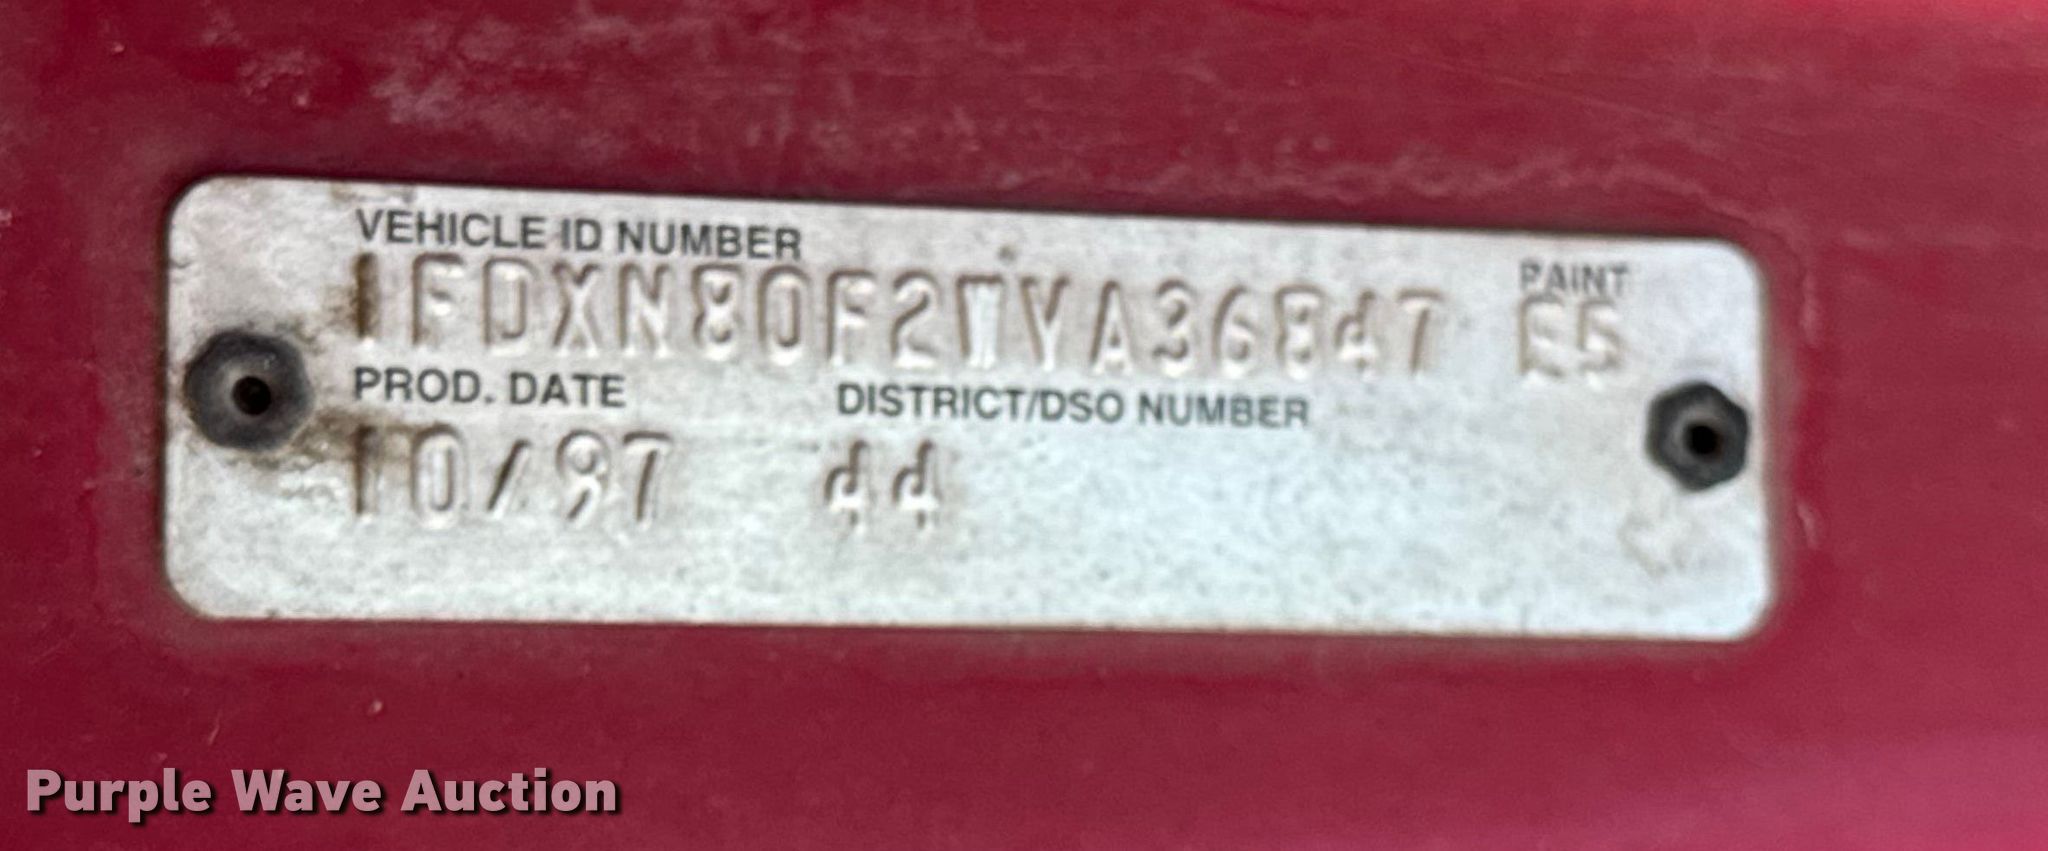 VEHICLE ID NUMBER
PAINT
1FDXN80F2WVA36847 E5
PROD. DATE DISTRICT/DSO NUMBER
10/97 44
Purple Wave Auction